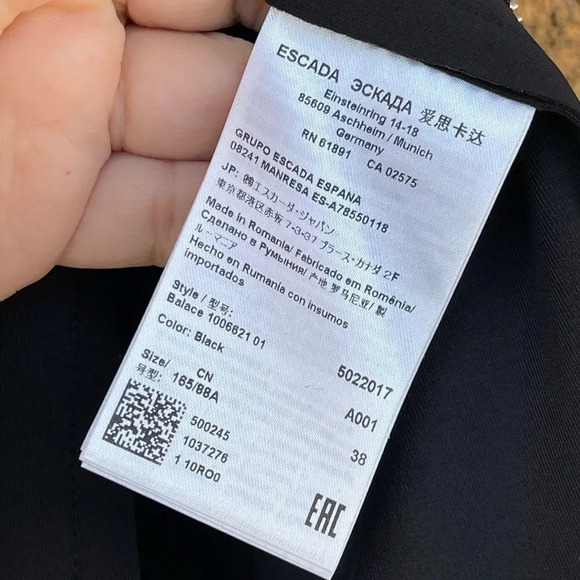 ESCADA ЭСКАДА 爱思卡达
Einsteinring 14-18
85609 Aschheim / Munich
Germany
RN 61891 CA 02575
GRUPO ESCADA ESPANA
08241 MANRESA ES-A78550118
JP: ㈱エスカーダ・ジャパン
東京都港区赤坂 7-3-37 プラース・カナダ 2F
Made in Romania/ Fabricado em Roménia/
Сделано в Румынии/ 产地 罗马尼亚/ 製
ルーマニア
Hecho en Rumania con insumos
importados
Style / 型号:
Balace 1006621 01
Color: Black
5022017
Size/ CN A001
号型: 165/88A 38
500245
1037276
1 10RO0
EAC